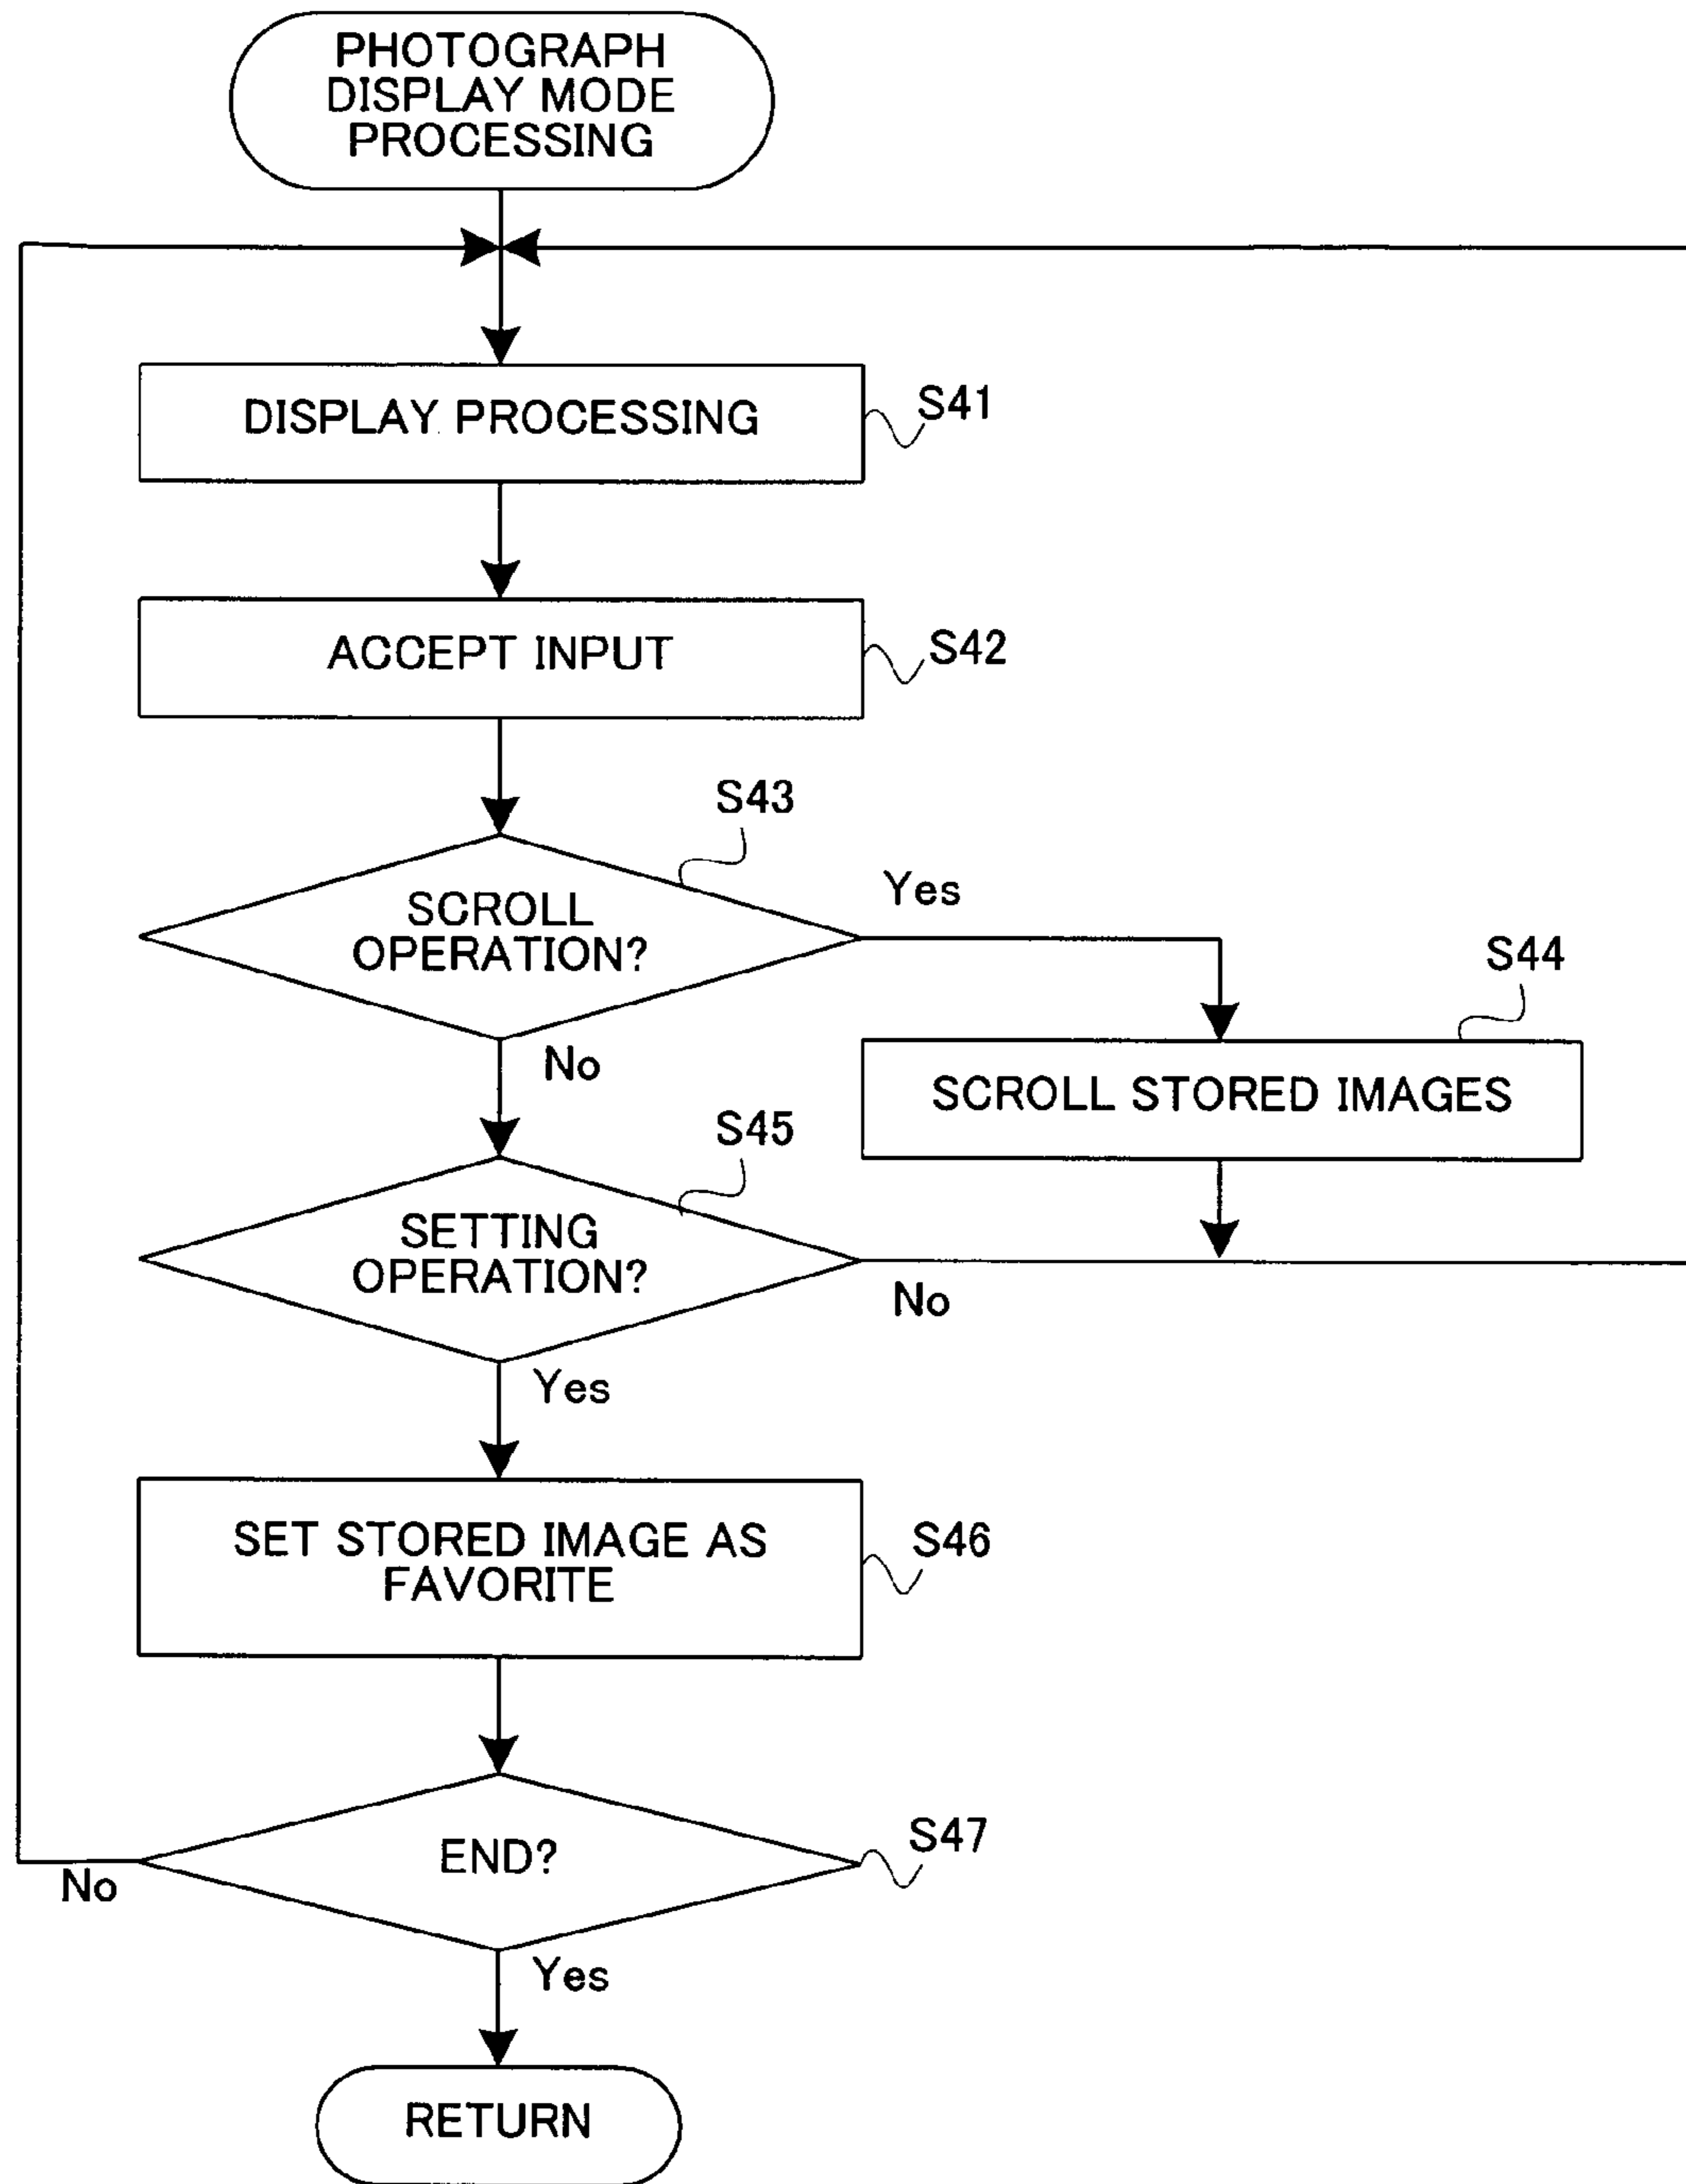 PHOTOGRAPH
DISPLAY MODE
PROCESSING
DISPLAY PROCESSING
S41
ACCEPT INPUT
S42
S43
SCROLL
OPERATION?
Yes
No
S44
SCROLL STORED IMAGES
S45
SETTING
OPERATION?
No
Yes
SET STORED IMAGE AS
FAVORITE
S46
END?
S47
No
Yes
RETURN